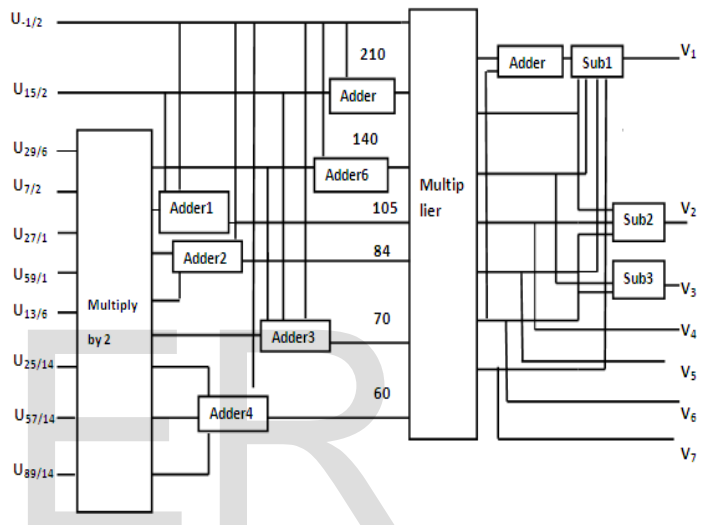 U-1/2
210
Adder
Sub1
V1
U15/2
Adder
140
U29/6
Adder6
Multip
lier
U7/2
Adder1
105
Sub2
V2
U27/1
84
Adder2
U59/1
Sub3
V3
Multiply
by 2
U13/6
70
Adder3
V4
U25/14
60
V5
U57/14
Adder4
V6
V7
U89/14
ER